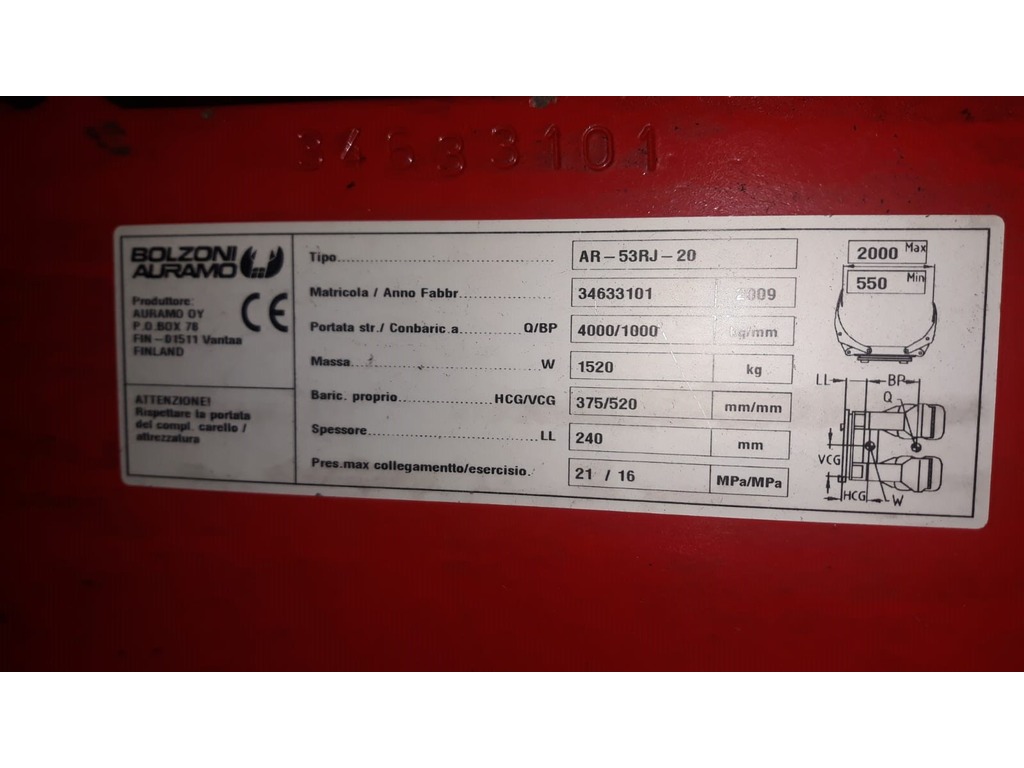 34633101
BOLZONI
AURAMO
Produttore:
AURAMO OY
P.O.BOX 78
FIN-01511 Vantaa
FINLAND
CE
ATTENZIONE!
Rispettare la portata
del compl. carello /
attrezzatura
Tipo AR-53RJ-20
Matricola / Anno Fabbr 34633101 2009
Portata str./ Conbaric.a Q/BP 4000/1000 kg/mm
Massa W 1520 kg
Baric. proprio HCG/VCG 375/520 mm/mm
Spessore LL 240 mm
Pres.max collegamentto/esercisio. 21 / 16 MPa/MPa
2000 Max
550 Min
LL BP
Q
VCG
HCG W